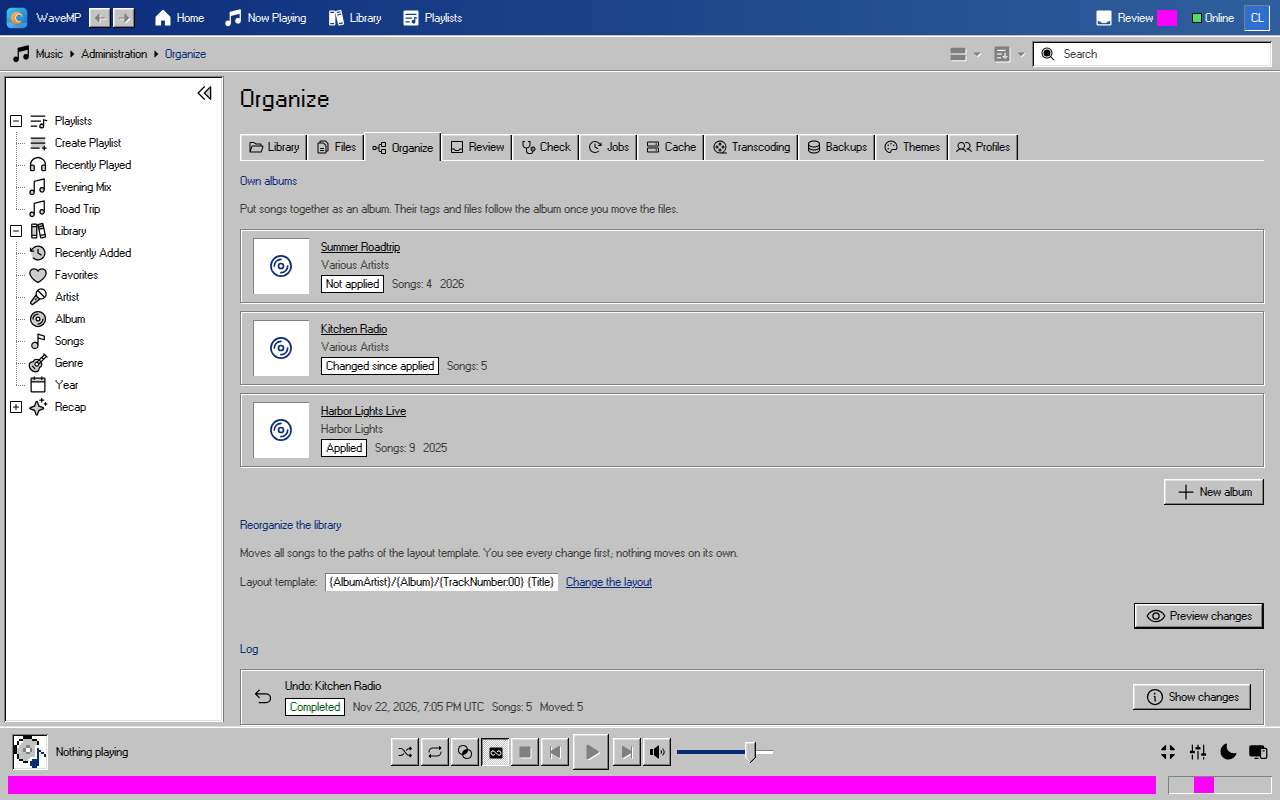 WaveMP
Home
Now Playing
Library
Playlists
Review
Online
CL
Music
Administration
Organize
Search
Playlists
Create Playlist
Recently Played
Evening Mix
Road Trip
Library
Recently Added
Favorites
Artist
Album
Songs
Genre
Year
Recap
Organize
Library
Files
Organize
Review
Check
Jobs
Cache
Transcoding
Backups
Themes
Profiles
Own albums
Put songs together as an album. Their tags and files follow the album once you move the files.
Summer Roadtrip
Various Artists
Not applied Songs: 4 2026
Kitchen Radio
Various Artists
Changed since applied Songs: 5
Harbor Lights Live
Harbor Lights
Applied Songs: 9 2025
New album
Reorganize the library
Moves all songs to the paths of the layout template. You see every change first; nothing moves on its own.
Layout template: {AlbumArtist}/{Album}/{TrackNumber:00} {Title} Change the layout
Preview changes
Log
Undo: Kitchen Radio
Completed Nov 22, 2026, 7:05 PM UTC Songs: 5 Moved: 5
Show changes
Nothing playing